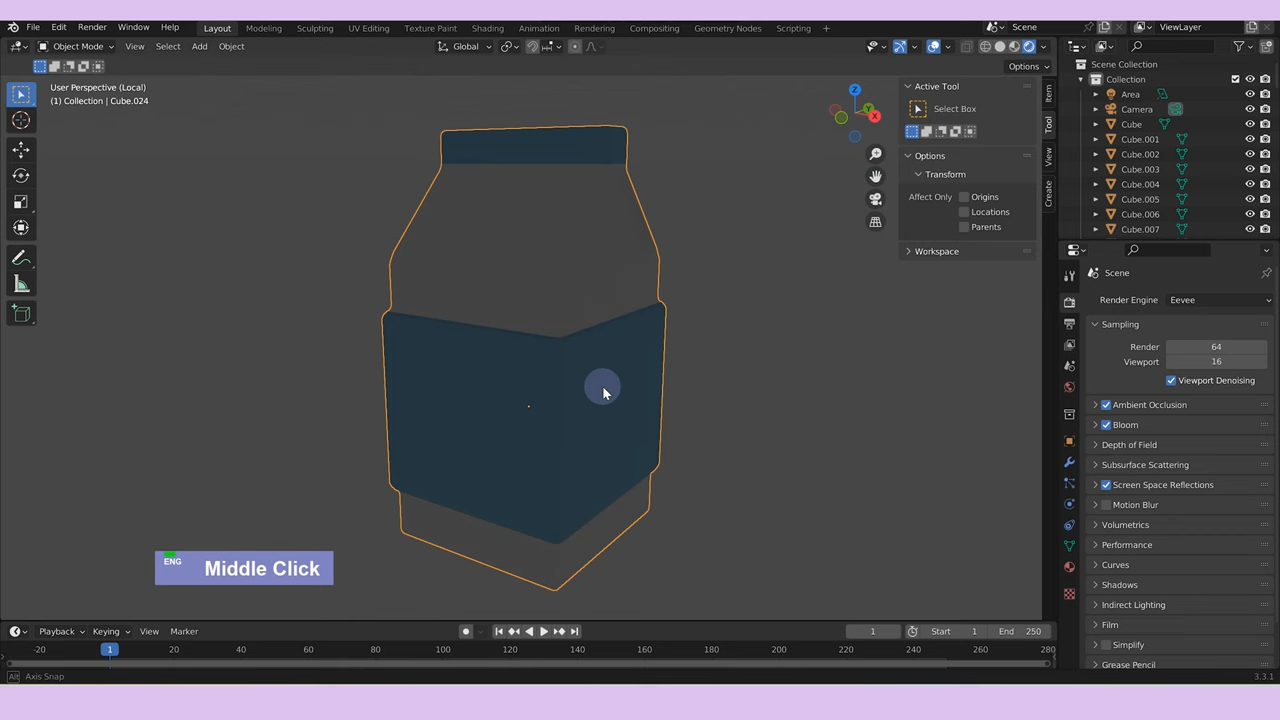 File Edit Render Window Help Layout Modeling Sculpting UV Editing Texture Paint Shading Animation Rendering Compositing Geometry Nodes Scripting + Scene ViewLayer
Object Mode View Select Add Object Global
Options
User Perspective (Local)
(1) Collection | Cube.024
Z
Y
X
Active Tool
Select Box
Options
Transform
Affect Only Origins
Locations
Parents
Workspace
Item
Tool
View
Create
Scene Collection
Collection
Area
Camera
Cube
Cube.001
Cube.002
Cube.003
Cube.004
Cube.005
Cube.006
Cube.007
Scene
Render Engine Eevee
Sampling
Render 64
Viewport 16
Viewport Denoising
Ambient Occlusion
Bloom
Depth of Field
Subsurface Scattering
Screen Space Reflections
Motion Blur
Volumetrics
Performance
Curves
Shadows
Indirect Lighting
Film
Simplify
Grease Pencil
ENG Middle Click
Playback Keying View Marker 1 Start 1 End 250
-20 1 20 40 60 80 100 120 140 160 180 200 220 240 260 280
Alt Axis Snap 3.3.1